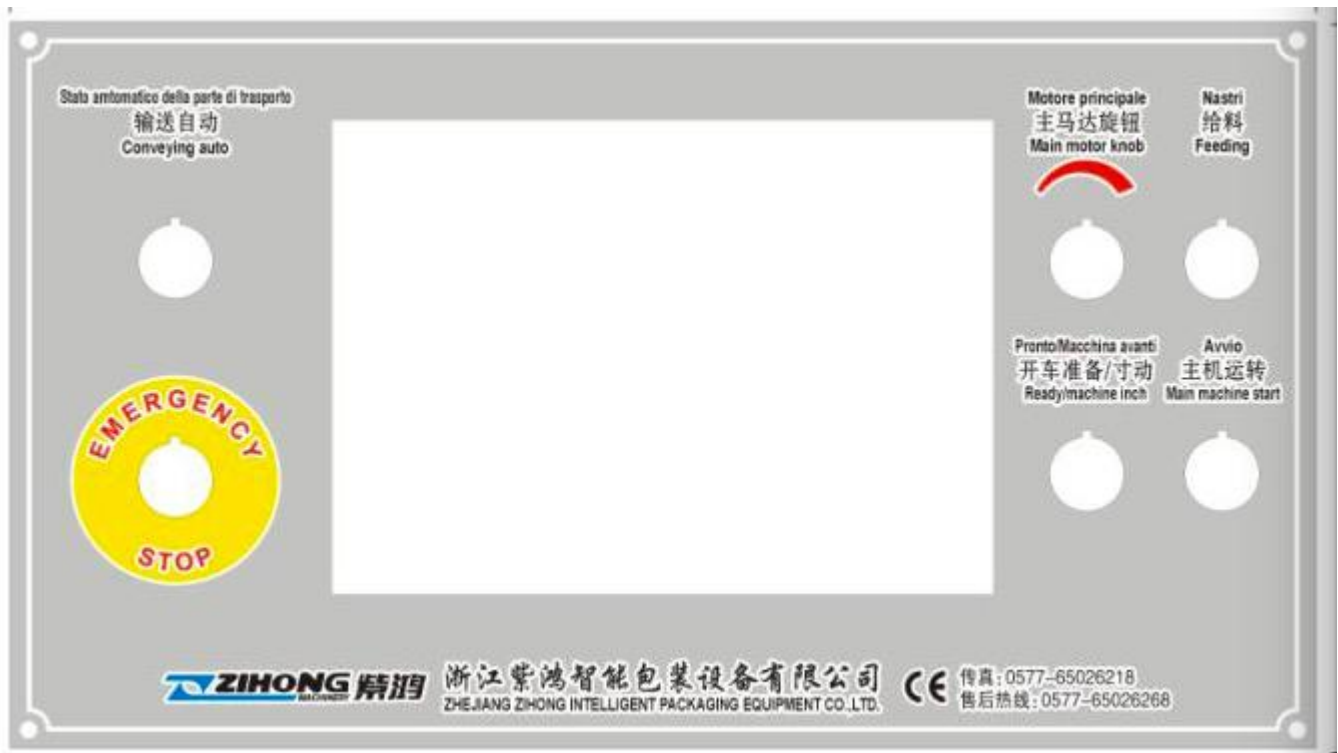 Stato amtomatico della parte di trasporto
输送自动
Conveying auto
Motore principale
主马达旋钮
Main motor knob
Nastri
给料
Feeding
Pronto/Macchina avanti
开车准备/寸动
Ready/machine inch
Avvio
主机运转
Main machine start
EMERGENCY
STOP
ZIHONG 紫鸿
MACHINERY
浙江紫鸿智能包装设备有限公司
ZHEJIANG ZIHONG INTELLIGENT PACKAGING EQUIPMENT CO.,LTD.
CE
传真:0577-65026218
售后热线:0577-65026268